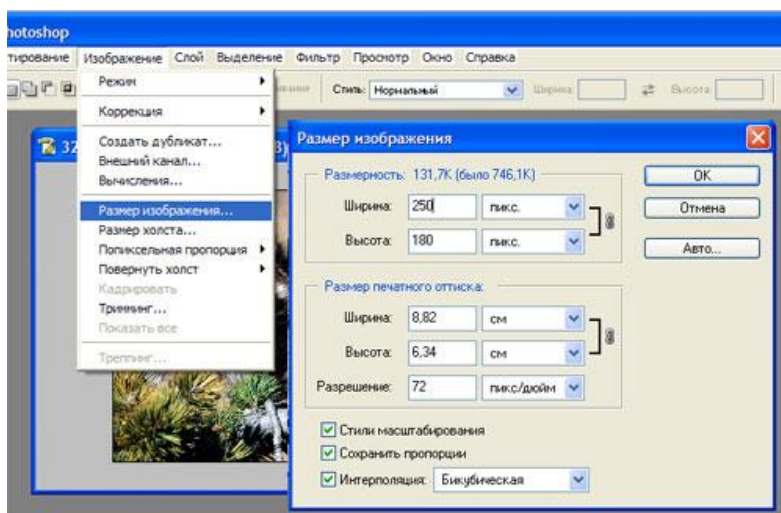 hotoshop
тирование Изображение Слой Выделение Фильтр Просмотр Окно Справка
Стиль: Нормальный Ширина: Высота:
Режим
Коррекция
Создать дубликат...
Внешний канал...
Вычисления...
Размер изображения...
Размер холста...
Попиксельная пропорция
Повернуть холст
Кадрировать
Тримминг...
Показать все
Треппинг...
32
Размер изображения
Размерность: 131,7K (было 746,1K)
Ширина: 250 пикс.
Высота: 180 пикс.
Размер печатного оттиска:
Ширина: 8,82 см
Высота: 6,34 см
Разрешение: 72 пикс/дюйм
Стили масштабирования
Сохранить пропорции
Интерполяция: Бикубическая
OK
Отмена
Авто...